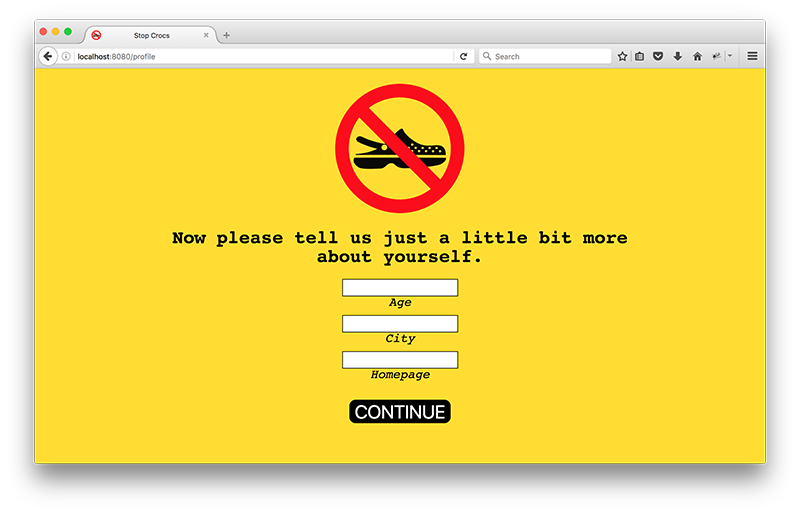 Stop Crocs
localhost:8080/profile
Search
Now please tell us just a little bit more
about yourself.
Age
City
Homepage
CONTINUE